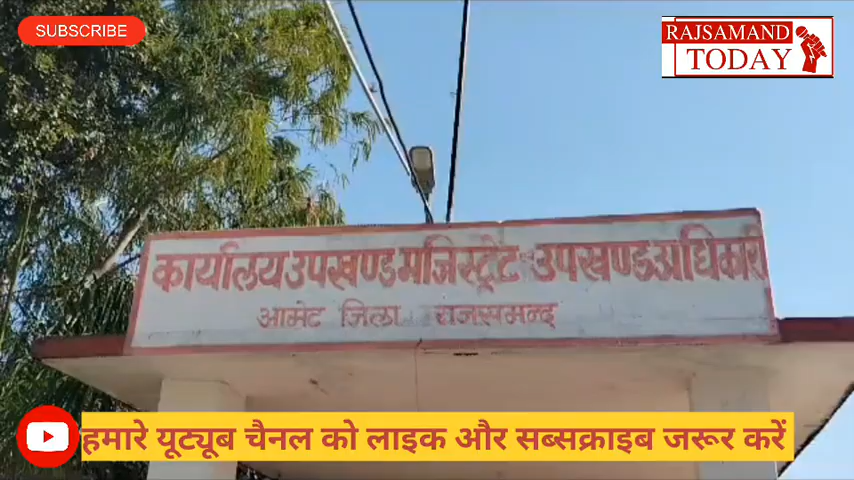 SUBSCRIBE
RAJSAMAND
TODAY
कार्यालय उपखण्ड मजिस्ट्रेट उपखण्ड अधिकारी
आमेट जिला राजसमन्द
हमारे यूट्यूब चैनल को लाइक और सब्सक्राइब जरूर करें